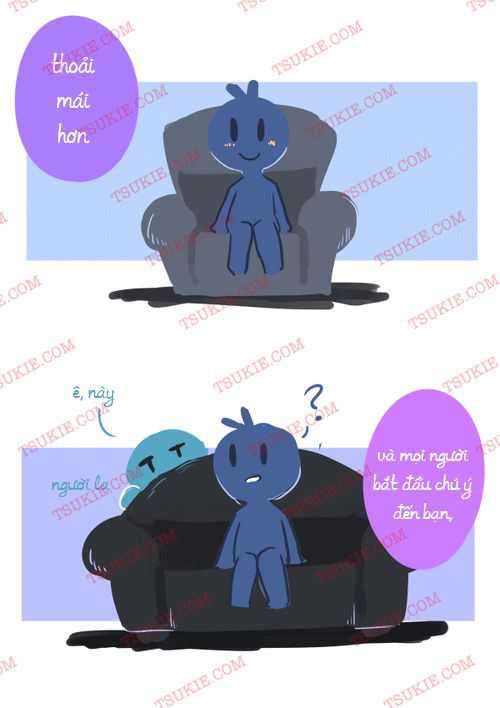 thoải
mái
hơn
ê, này
người lạ
và mọi người
bắt đầu chú ý
đến bạn,
?
TSUKIE.COM